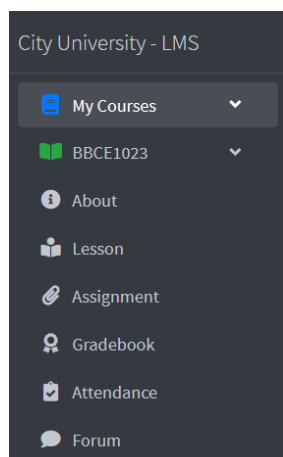 City University - LMS
My Courses
BBCE1023
About
Lesson
Assignment
Gradebook
Attendance
Forum